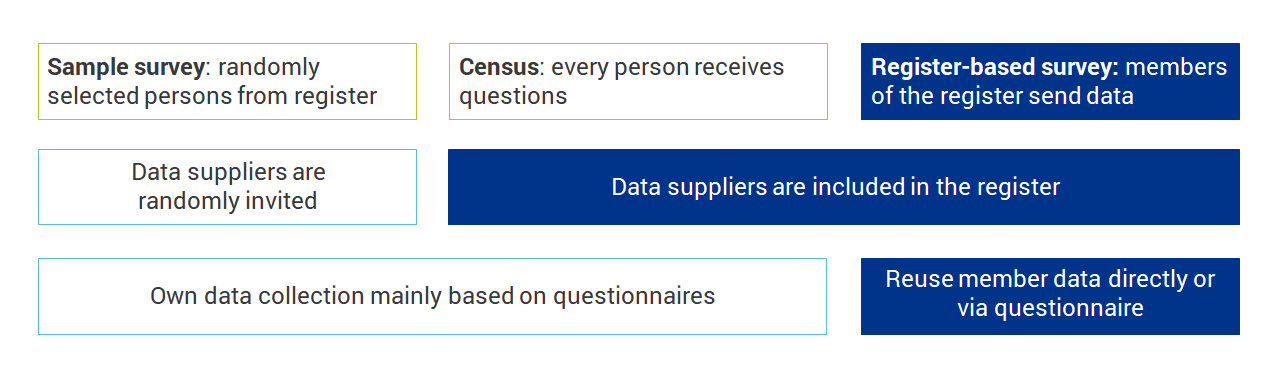 Sample survey: randomly
selected persons from register
Census: every person receives
questions
Register-based survey: members
of the register send data
Data suppliers are
randomly invited
Data suppliers are included in the register
Own data collection mainly based on questionnaires
Reuse member data directly or
via questionnaire